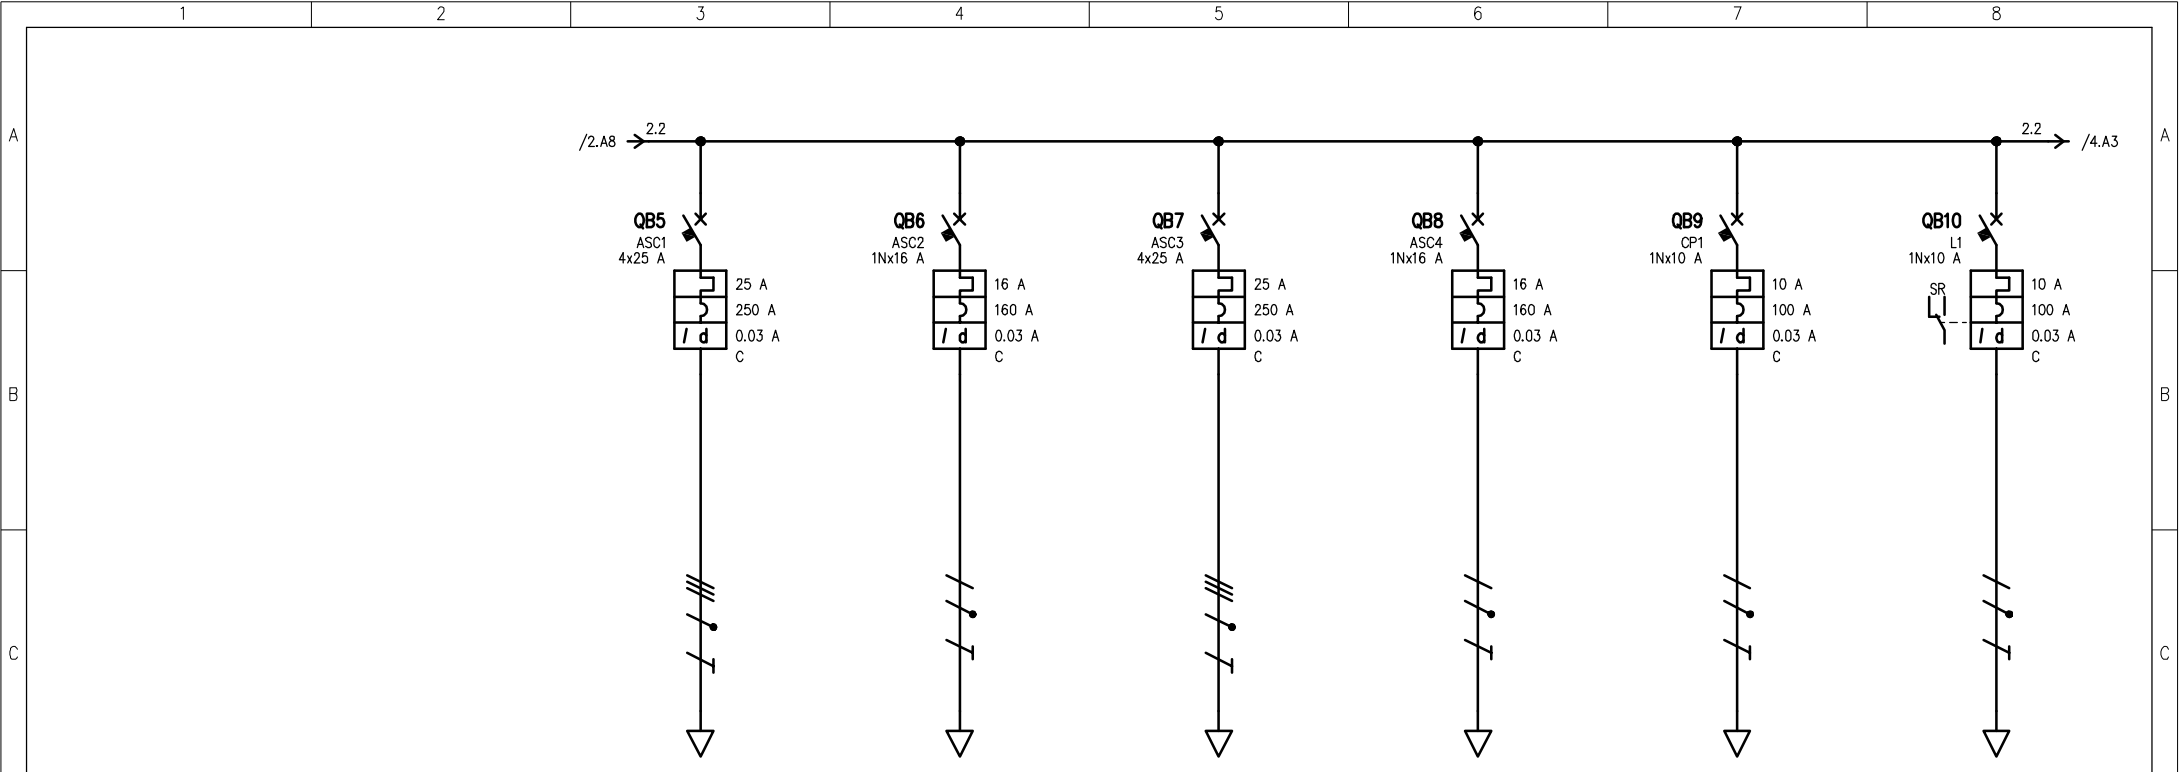 1 2 3 4 5 6 7 8
A A
/2.A8 2.2 2.2 /4.A3
QB5
ASC1
4x25 A
25 A
250 A
I d 0.03 A
C
QB6
ASC2
1Nx16 A
16 A
160 A
I d 0.03 A
C
QB7
ASC3
4x25 A
25 A
250 A
I d 0.03 A
C
QB8
ASC4
1Nx16 A
16 A
160 A
I d 0.03 A
C
QB9
CP1
1Nx10 A
10 A
100 A
I d 0.03 A
C
QB10
L1
1Nx10 A
SR
10 A
100 A
I d 0.03 A
C
B B
C C